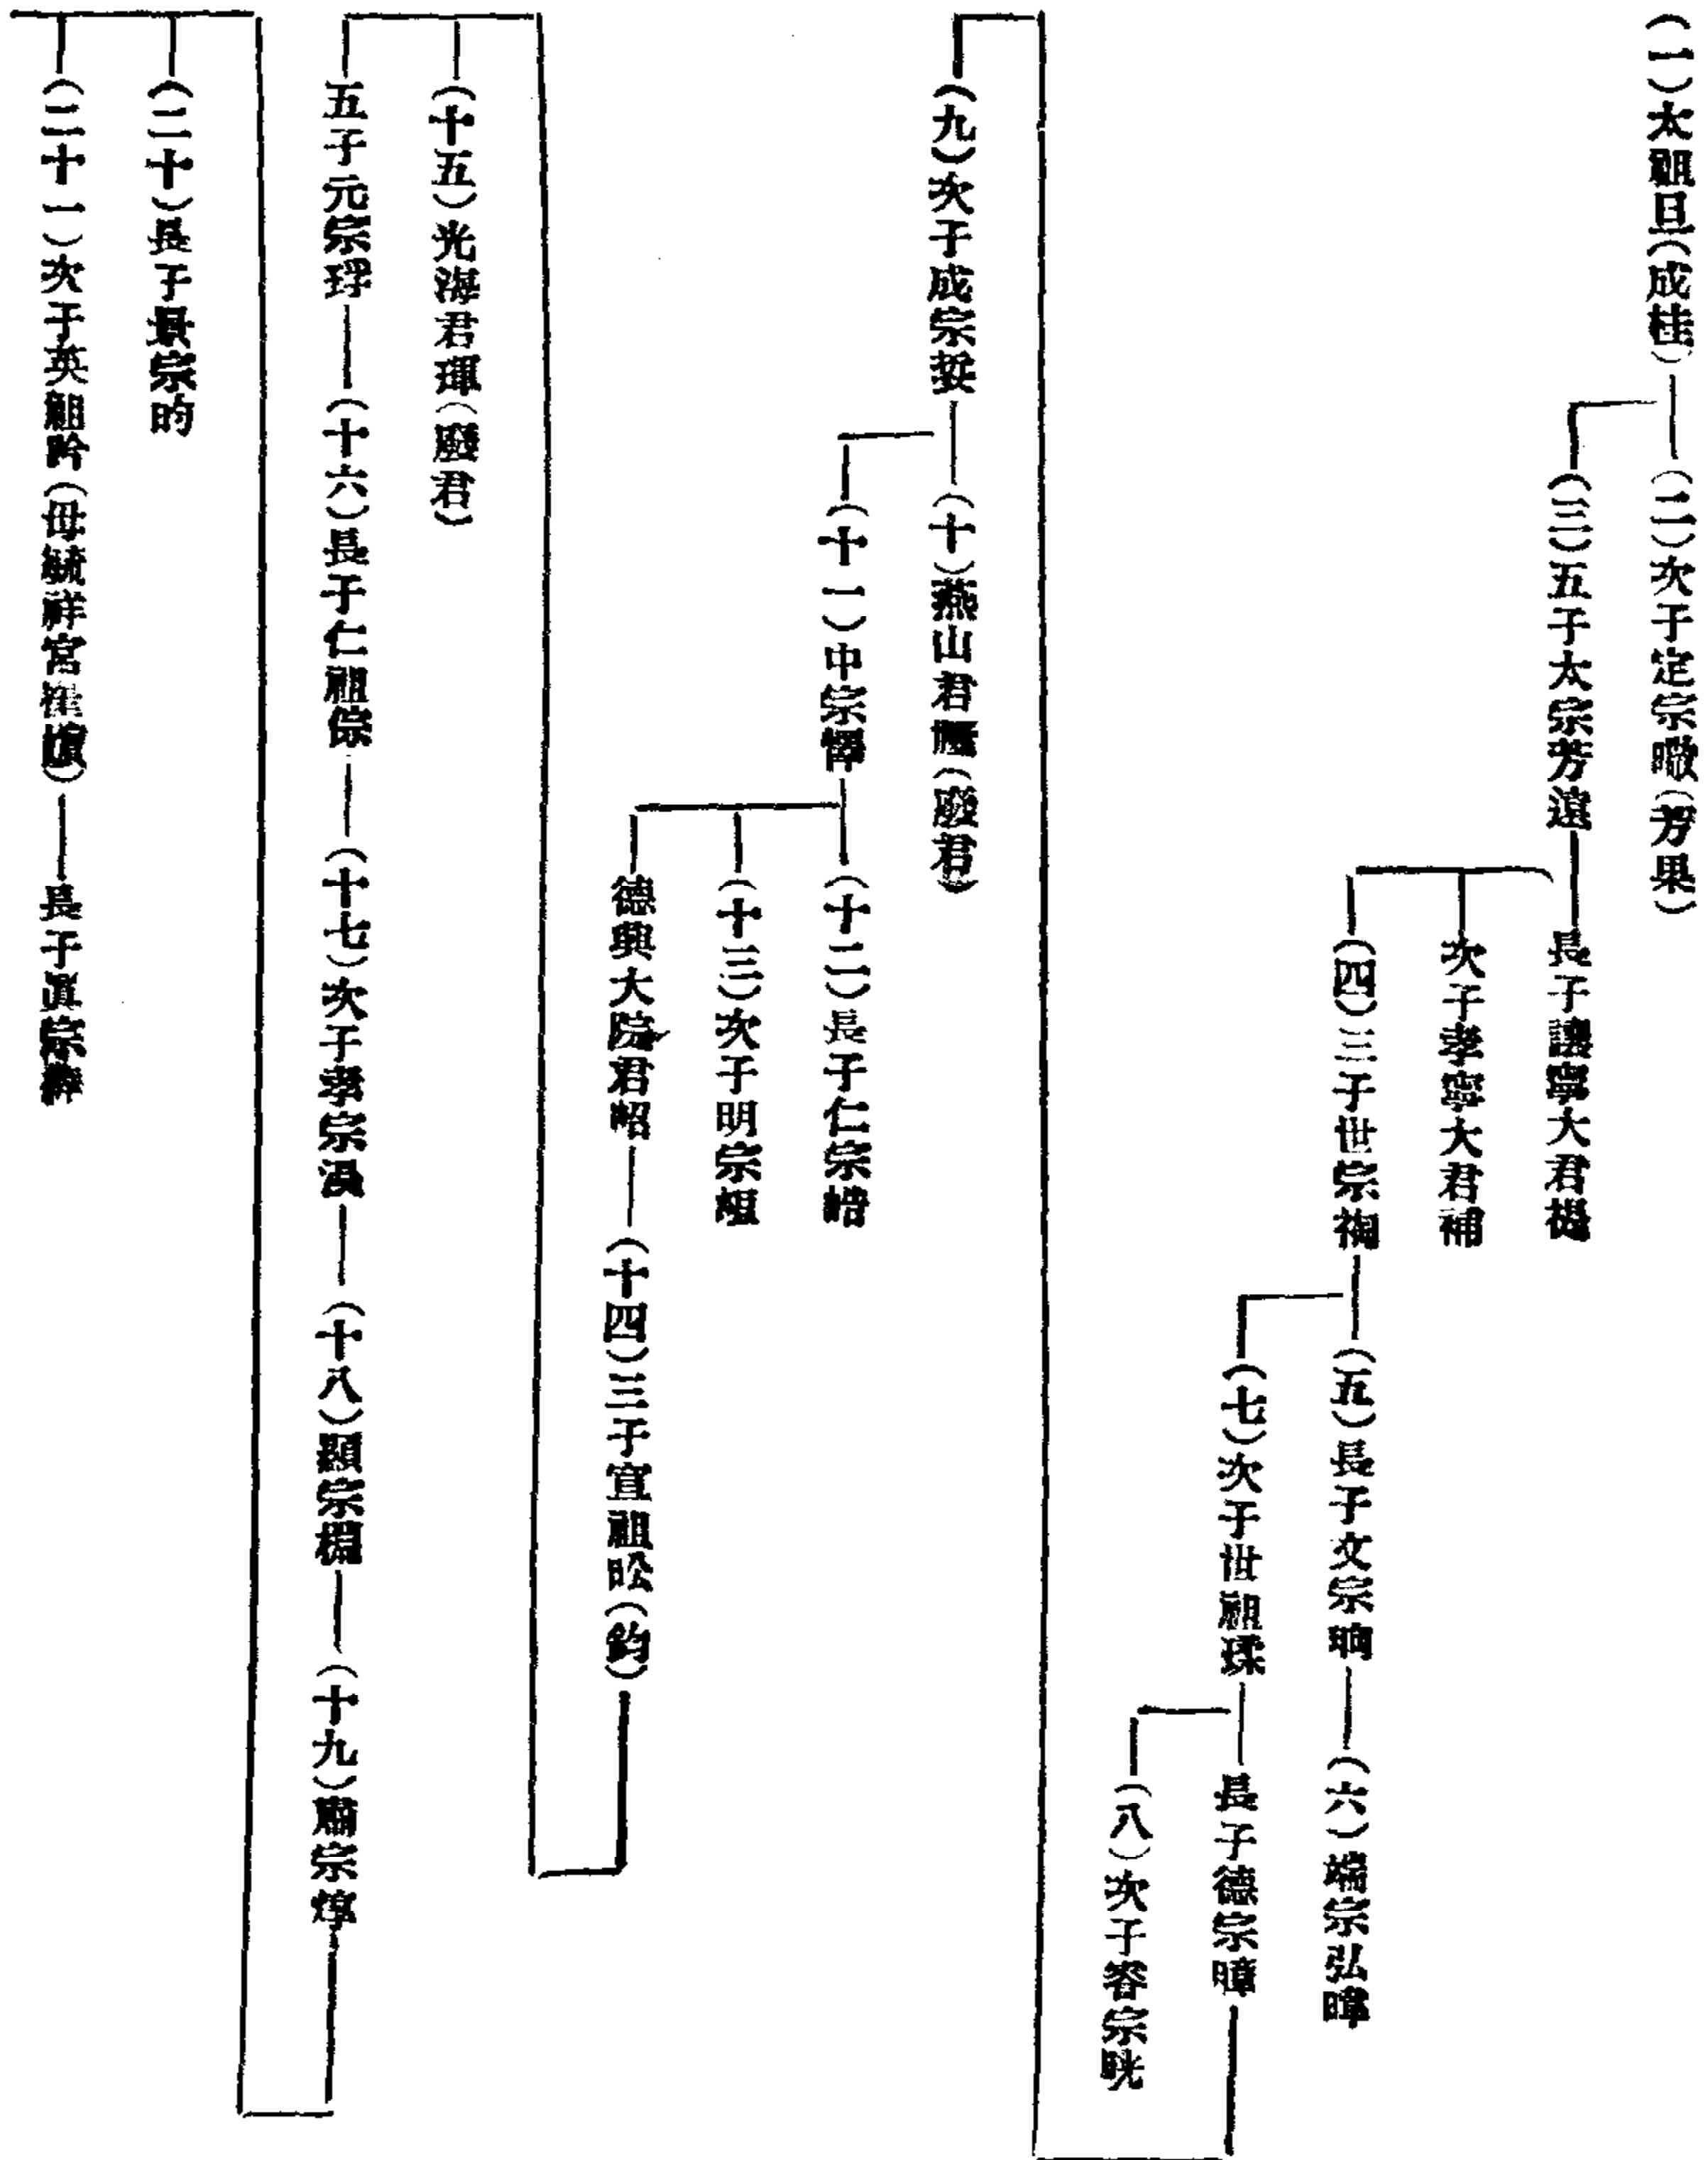 （一）太祖旦（成桂）
（二）次子定宗曔（芳果）
（三）五子太宗芳遠
長子讓寧大君禔
次子孝寧大君補
（四）三子世宗祹
（五）長子文宗珦
（六）端宗弘暐
（七）次子世祖瑈
長子德宗暲
（八）次子睿宗晄
（九）次子成宗娎
（十）燕山君㦕（廢君）
（十一）中宗懌
（十二）長子仁宗峼
（十三）次子明宗峘
德興大院君昭
（十四）三子宣祖昖（鈞）
（十五）光海君琿（廢君）
五子元宗琈
（十六）長子仁祖倧
（十七）次子孝宗淏
（十八）顯宗棩
（十九）肅宗焞
（二十）長子景宗昀
（二十一）次子英祖昑（母毓祥宮崔嬪）
長子眞宗緈